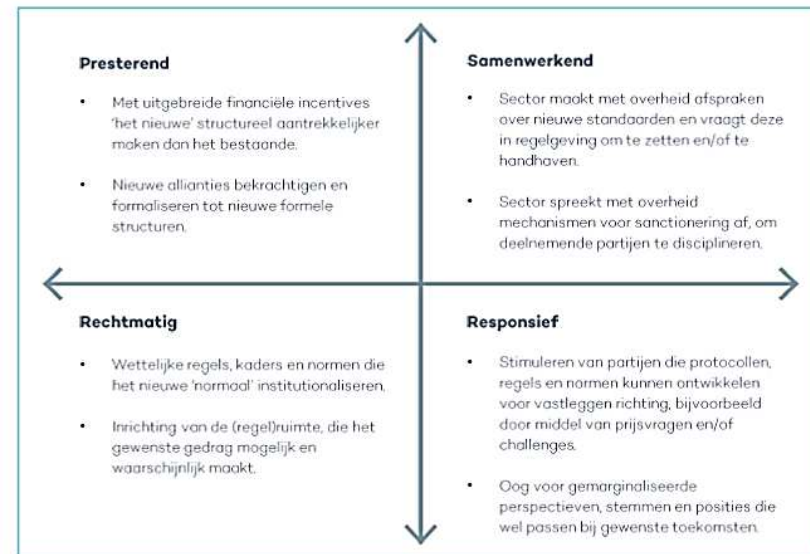 Presterend
• Met uitgebreide financiële incentives
'het nieuwe' structureel aantrekkelijker
maken dan het bestaande.
• Nieuwe allianties bekrachtigen en
formaliseren tot nieuwe formele
structuren.
Samenwerkend
• Sector maakt met overheid afspraken
over nieuwe standaarden en vraagt deze
in regelgeving om te zetten en/of te
handhaven.
• Sector spreekt met overheid
mechanismen voor sanctionering af, om
deelnemende partijen te disciplineren.
Rechtmatig
• Wettelijke regels, kaders en normen die
het nieuwe 'normaal' institutionaliseren.
• Inrichting van de (regel)ruimte, die het
gewenste gedrag mogelijk en
waarschijnlijk maakt.
Responsief
• Stimuleren van partijen die protocollen,
regels en normen kunnen ontwikkelen
voor vastleggen richting, bijvoorbeeld
door middel van prijsvragen en/of
challenges.
• Oog voor gemarginaliseerde
perspectieven, stemmen en posities die
wel passen bij gewenste toekomsten.